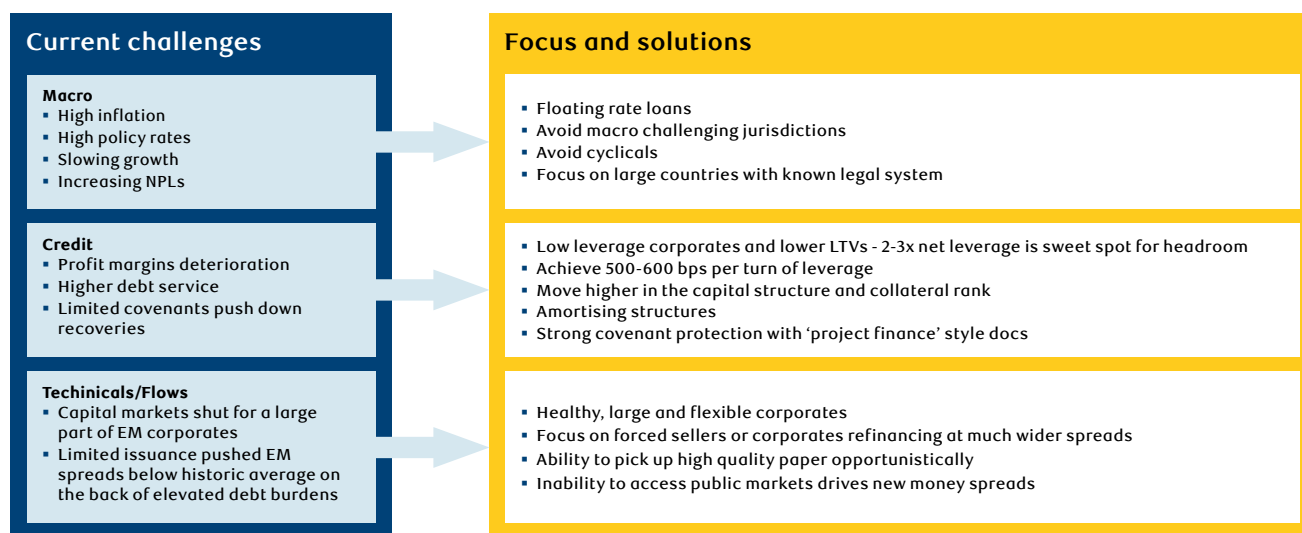 Current challenges
Macro
▪ High inflation
▪ High policy rates
▪ Slowing growth
▪ Increasing NPLs
Credit
▪ Profit margins deterioration
▪ Higher debt service
▪ Limited covenants push down
recoveries
Techinicals/Flows
▪ Capital markets shut for a large
part of EM corporates
▪ Limited issuance pushed EM
spreads below historic average on
the back of elevated debt burdens
Focus and solutions
▪ Floating rate loans
▪ Avoid macro challenging jurisdictions
▪ Avoid cyclicals
▪ Focus on large countries with known legal system
▪ Low leverage corporates and lower LTVs - 2-3x net leverage is sweet spot for headroom
▪ Achieve 500-600 bps per turn of leverage
▪ Move higher in the capital structure and collateral rank
▪ Amortising structures
▪ Strong covenant protection with ‘project finance’ style docs
▪ Healthy, large and flexible corporates
▪ Focus on forced sellers or corporates refinancing at much wider spreads
▪ Ability to pick up high quality paper opportunistically
▪ Inability to access public markets drives new money spreads